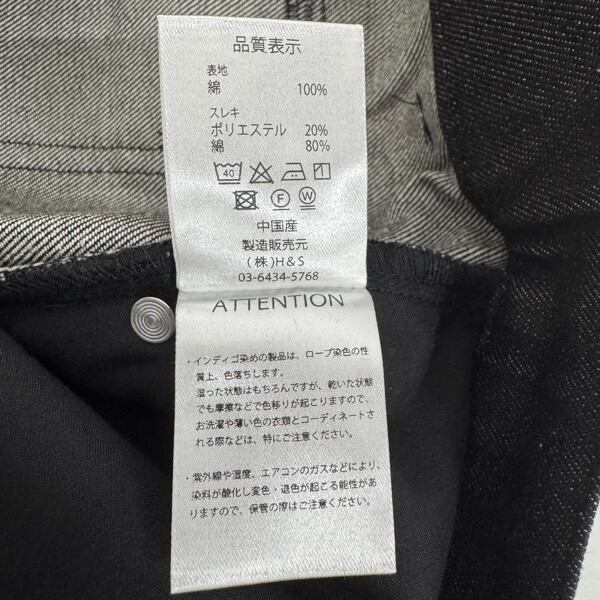 品質表示
表地
綿 100%
スレキ
ポリエステル 20%
綿 80%
40
F W
中国産
製造販売元
(株)H&S
03-6434-5768
ATTENTION
・インディゴ染めの製品は、ロープ染色の性
質上、色落ちします。
湿った状態はもちろんですが、乾いた状態
でも摩擦などで色移りが起こりますので、
お洗濯や薄い色の衣類とコーディネートさ
れる際などは、特にご注意ください。
・紫外線や湿度、エアコンのガスなどにより、
染料が酸化し変色・退色が起こる能性があ
りますので、保管の際はご注意ください。